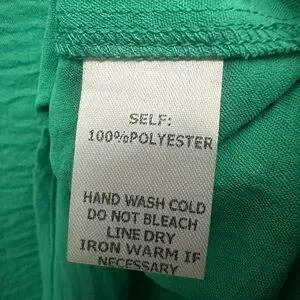 SELF:
100%POLYESTER
HAND WASH COLD
DO NOT BLEACH
LINE DRY
IRON WARM IF
NECESSARY